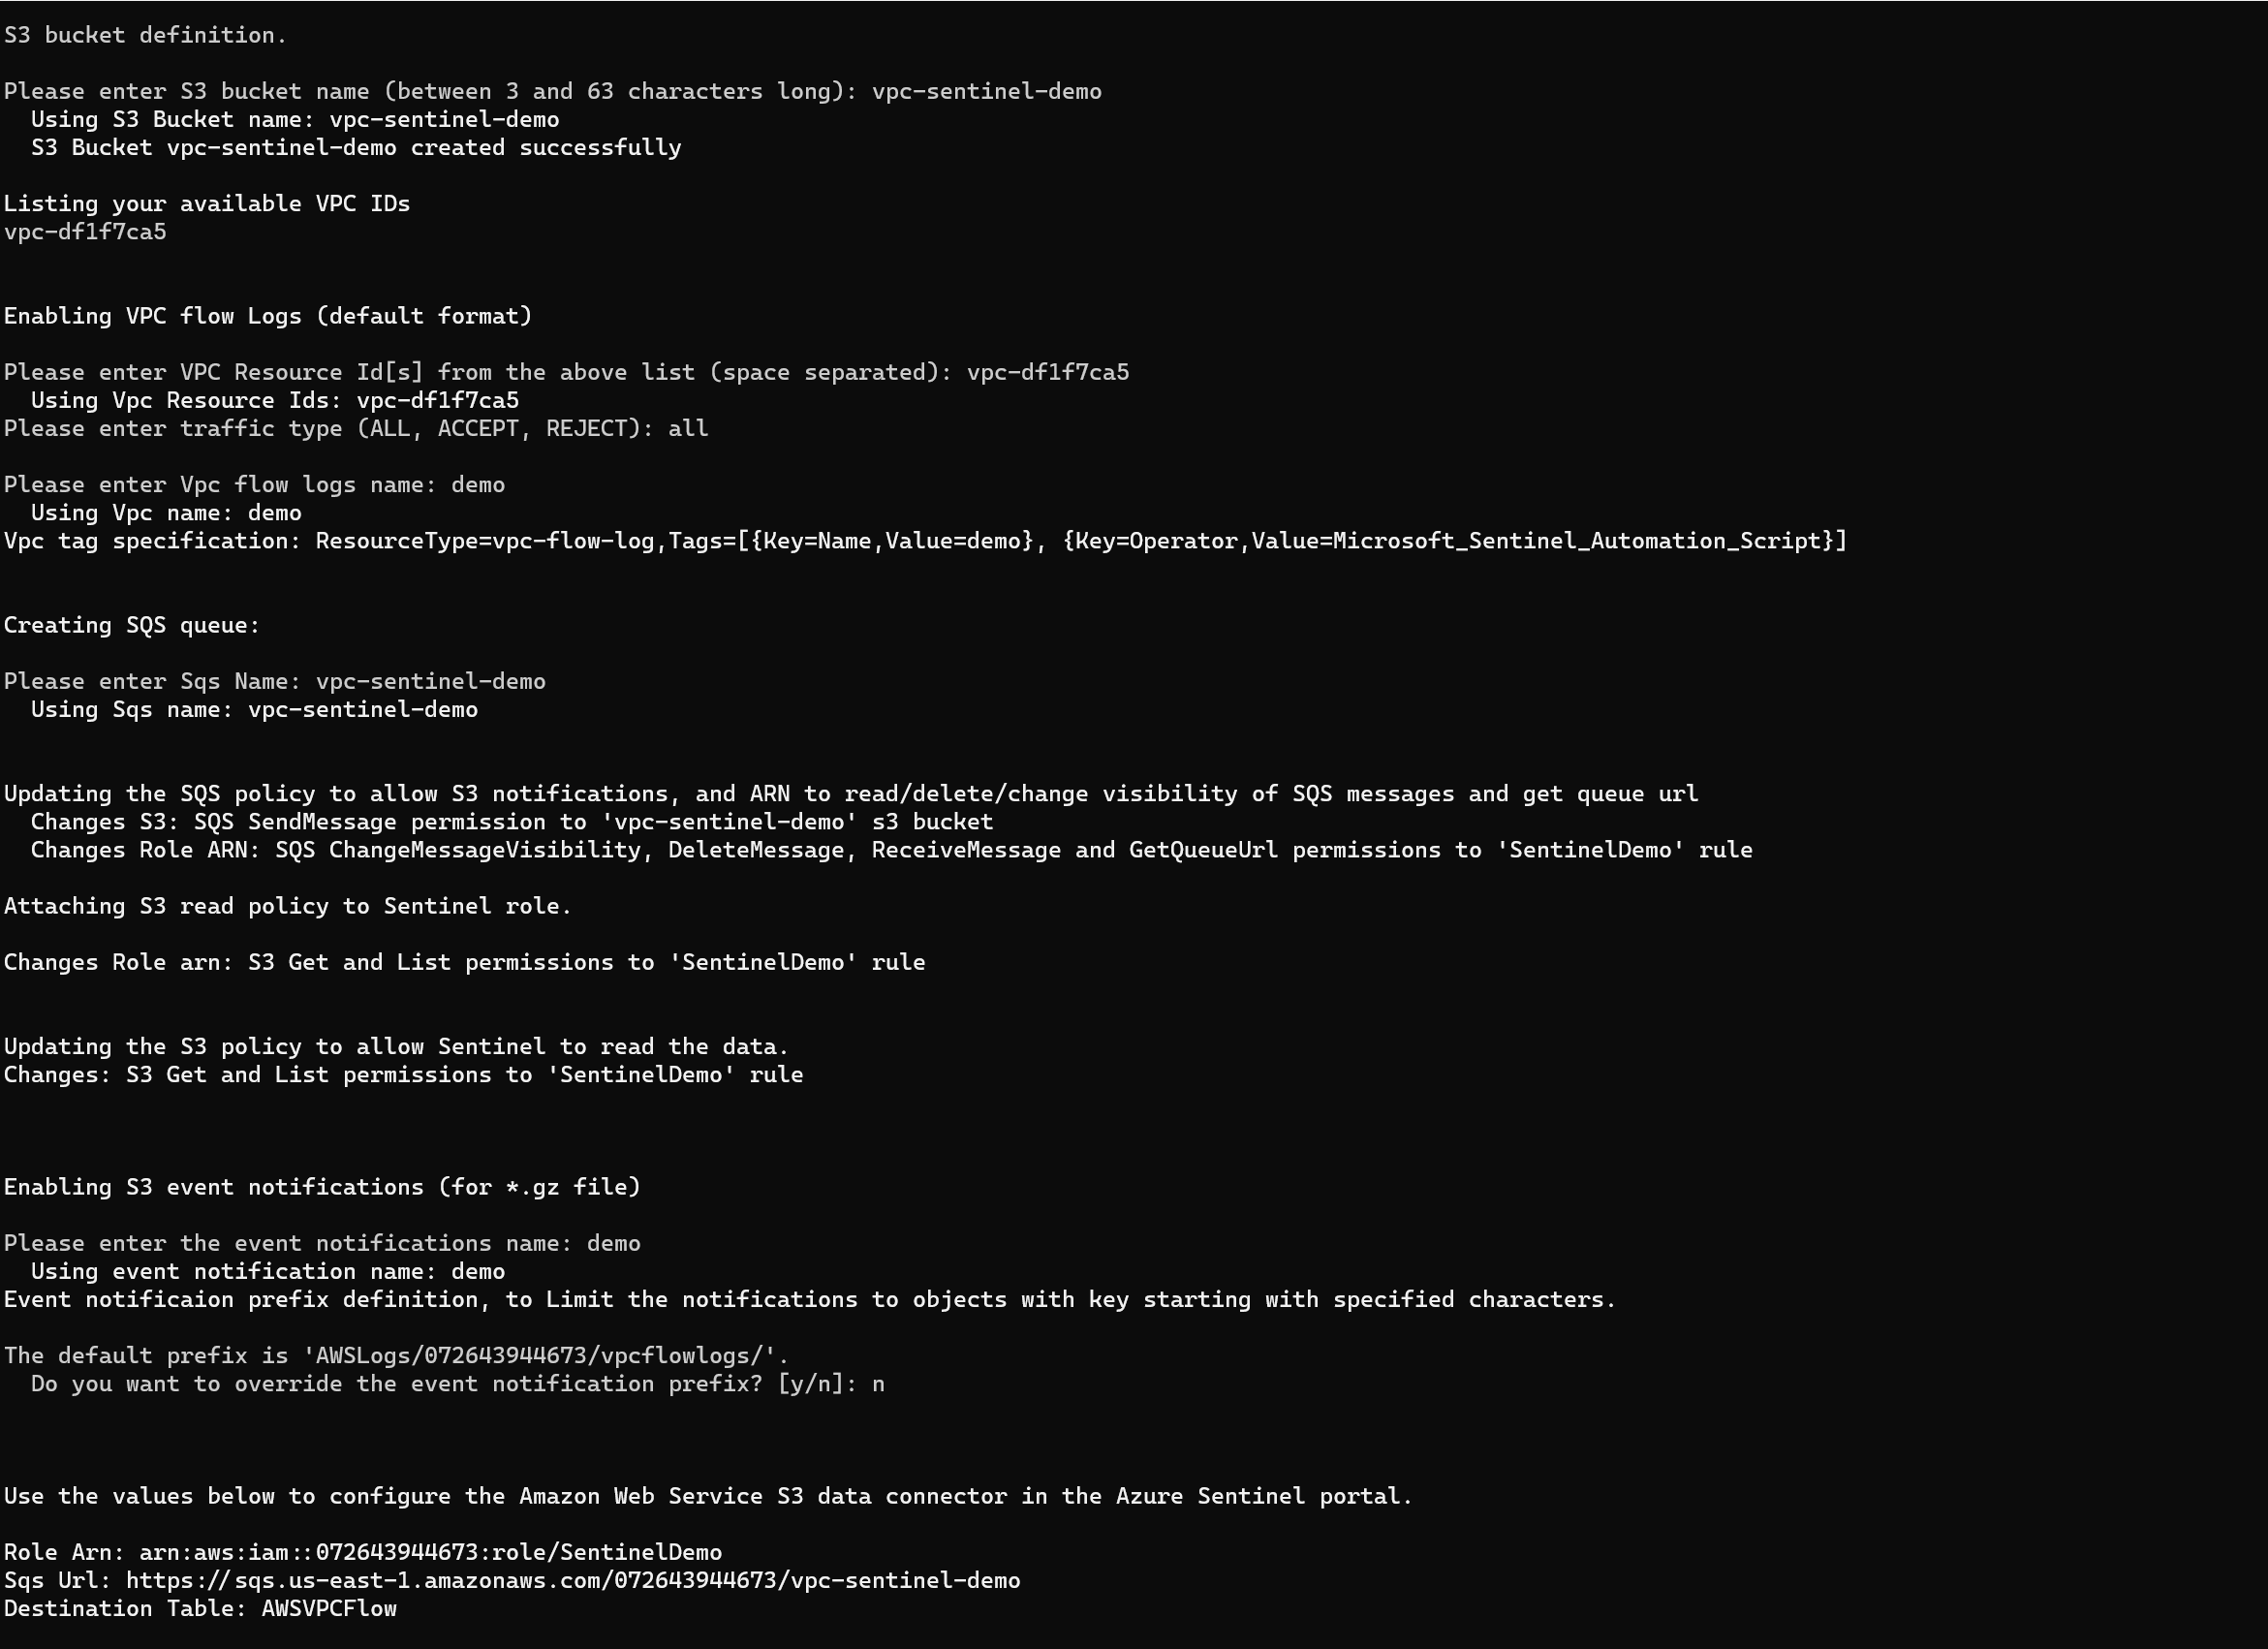 S3 bucket definition.
Please enter S3 bucket name (between 3 and 63 characters long): vpc-sentinel-demo
Using S3 Bucket name: vpc-sentinel-demo
S3 Bucket vpc-sentinel-demo created successfully
Listing your available VPC IDs
vpc-df1f7ca5
Enabling VPC flow Logs (default format)
Please enter VPC Resource Id[s] from the above list (space separated): vpc-df1f7ca5
Using Vpc Resource Ids: vpc-df1f7ca5
Please enter traffic type (ALL, ACCEPT, REJECT): all
Please enter Vpc flow logs name: demo
Using Vpc name: demo
Vpc tag specification: ResourceType=vpc-flow-log,Tags=[{Key=Name,Value=demo}, {Key=Operator,Value=Microsoft_Sentinel_Automation_Script}]
Creating SQS queue:
Please enter Sqs Name: vpc-sentinel-demo
Using Sqs name: vpc-sentinel-demo
Updating the SQS policy to allow S3 notifications, and ARN to read/delete/change visibility of SQS messages and get queue url
Changes S3: SQS SendMessage permission to 'vpc-sentinel-demo' s3 bucket
Changes Role ARN: SQS ChangeMessageVisibility, DeleteMessage, ReceiveMessage and GetQueueUrl permissions to 'SentinelDemo' rule
Attaching S3 read policy to Sentinel role.
Changes Role arn: S3 Get and List permissions to 'SentinelDemo' rule
Updating the S3 policy to allow Sentinel to read the data.
Changes: S3 Get and List permissions to 'SentinelDemo' rule
Enabling S3 event notifications (for *.gz file)
Please enter the event notifications name: demo
Using event notification name: demo
Event notificaion prefix definition, to Limit the notifications to objects with key starting with specified characters.
The default prefix is 'AWSLogs/072643944673/vpcflowlogs/'.
Do you want to override the event notification prefix? [y/n]: n
Use the values below to configure the Amazon Web Service S3 data connector in the Azure Sentinel portal.
Role Arn: arn:aws:iam::072643944673:role/SentinelDemo
Sqs Url: https://sqs.us-east-1.amazonaws.com/072643944673/vpc-sentinel-demo
Destination Table: AWSVPCFlow